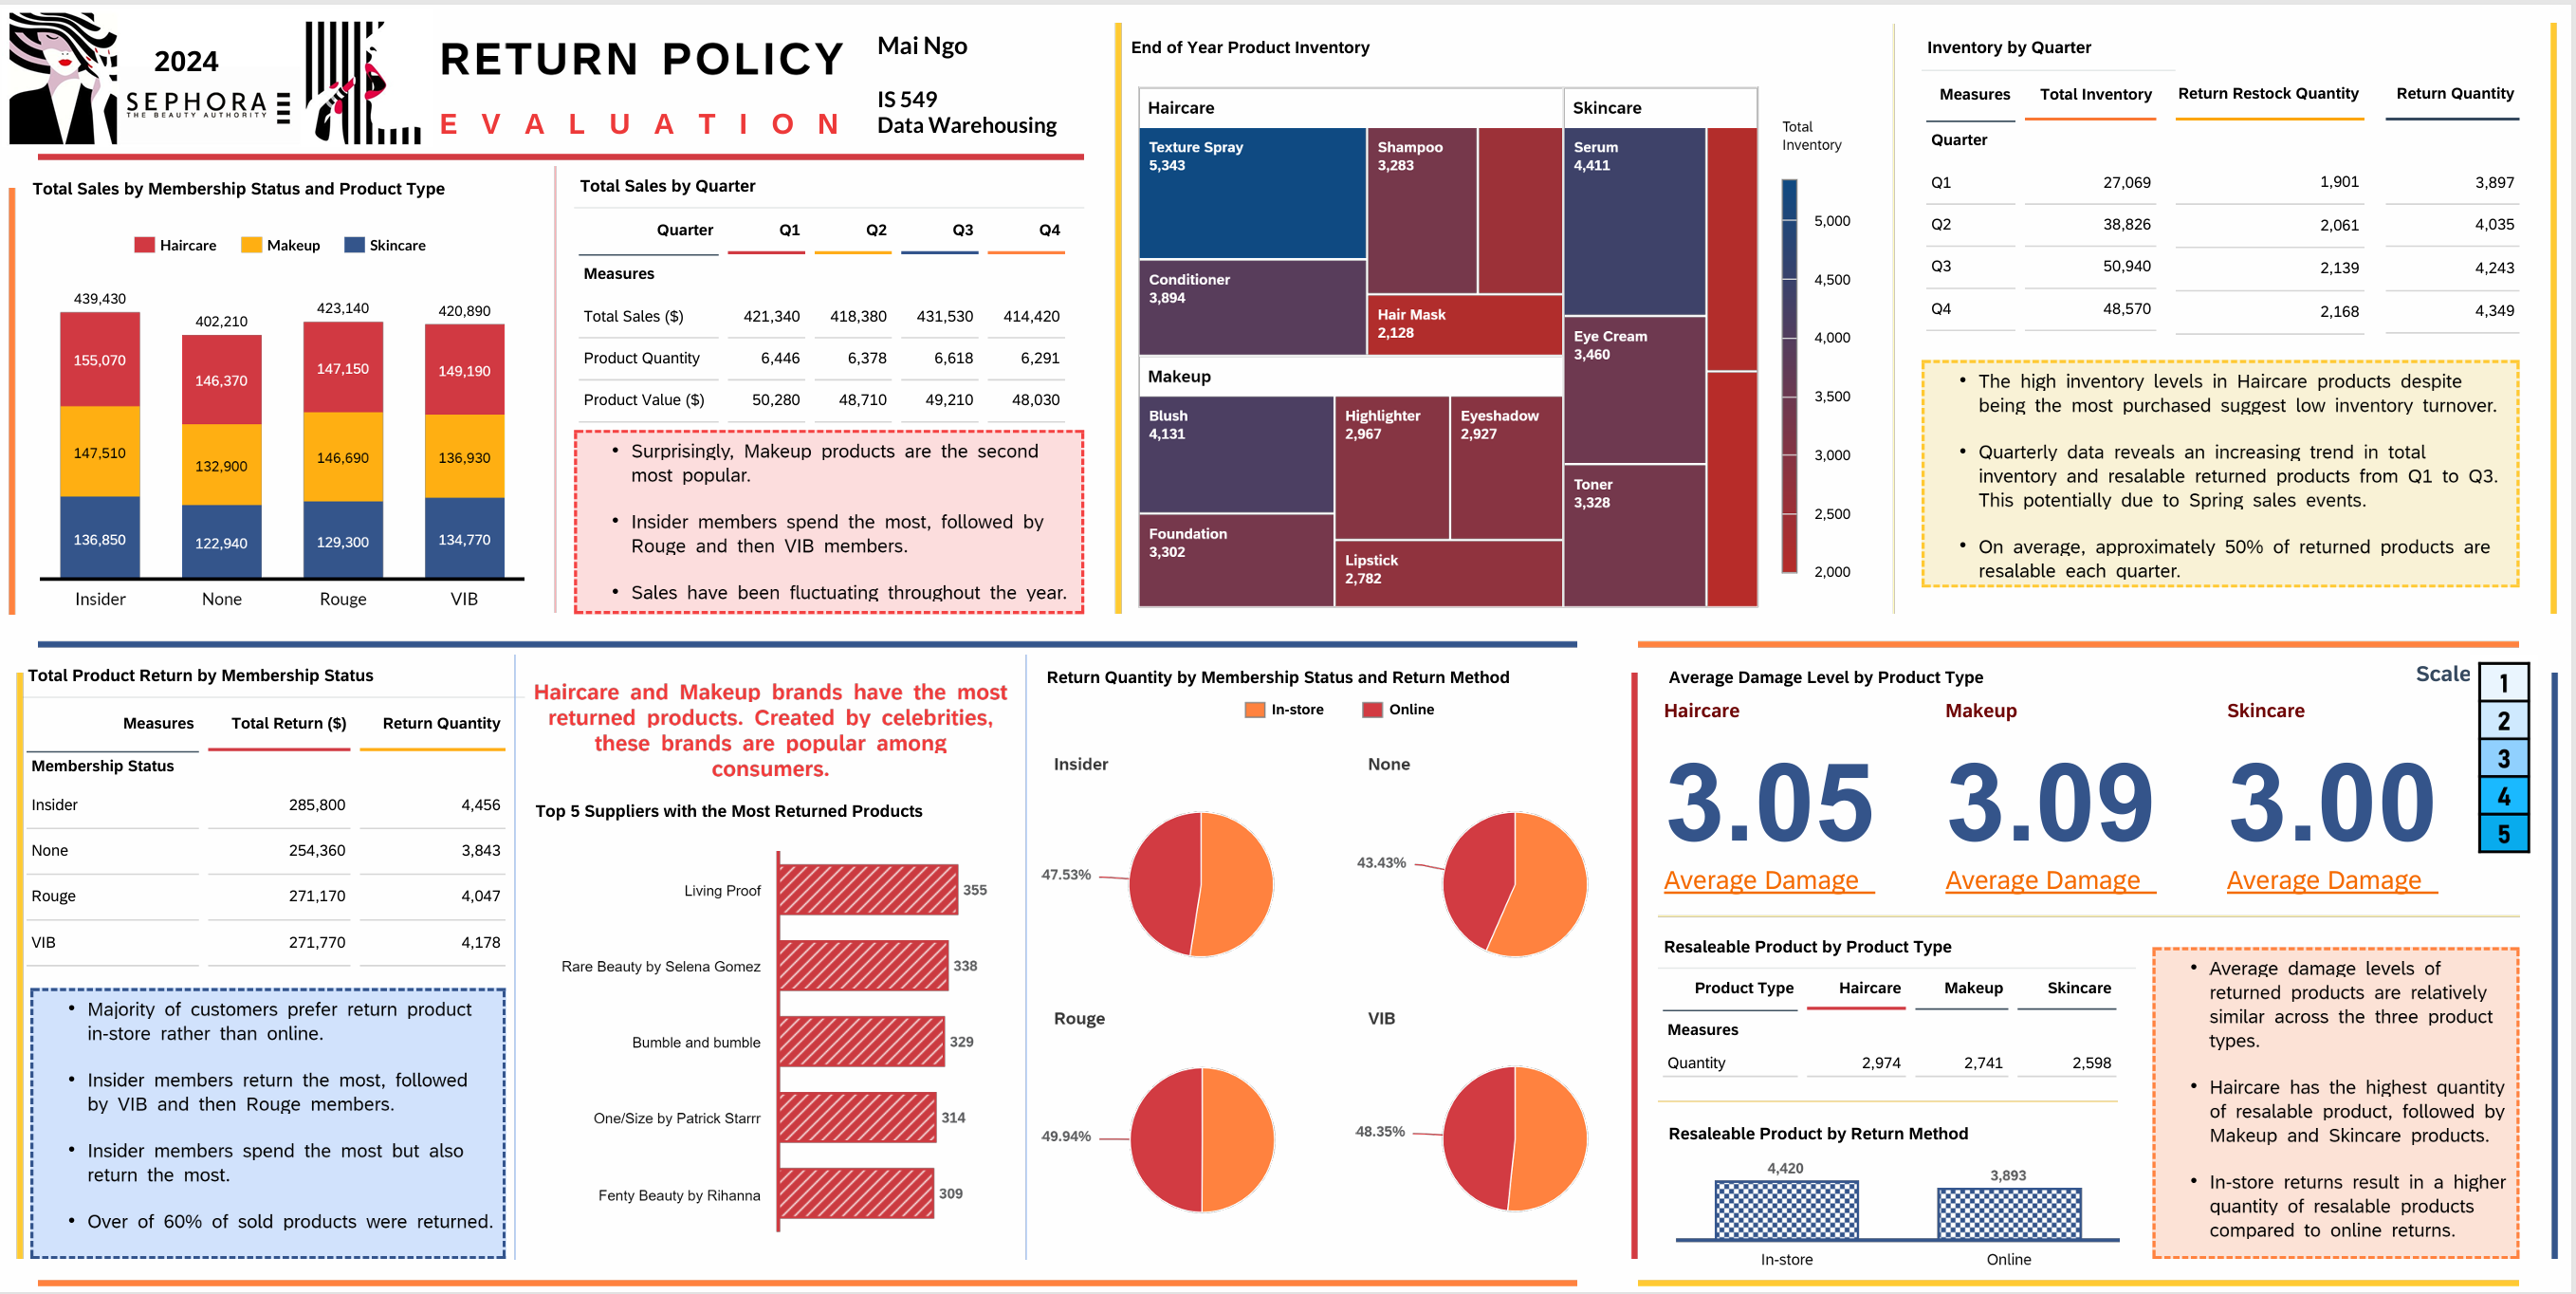 2024
SEPHORA
THE BEAUTY AUTHORITY
RETURN POLICY
EVALUATION
Mai Ngo
IS 549
Data Warehousing
Total Sales by Membership Status and Product Type
Haircare Makeup Skincare
439,430 402,210 423,140 420,890
155,070 146,370 147,150 149,190
147,510 132,900 146,690 136,930
136,850 122,940 129,300 134,770
Insider None Rouge VIB
Total Sales by Quarter
Quarter Q1 Q2 Q3 Q4
Measures
Total Sales ($) 421,340 418,380 431,530 414,420
Product Quantity 6,446 6,378 6,618 6,291
Product Value ($) 50,280 48,710 49,210 48,030
• Surprisingly, Makeup products are the second
most popular.
• Insider members spend the most, followed by
Rouge and then VIB members.
• Sales have been fluctuating throughout the year.
End of Year Product Inventory
Haircare
Texture Spray
5,343
Shampoo
3,283
Conditioner
3,894
Hair Mask
2,128
Makeup
Blush
4,131
Highlighter
2,967
Eyeshadow
2,927
Foundation
3,302
Lipstick
2,782
Skincare
Serum
4,411
Eye Cream
3,460
Toner
3,328
Total
Inventory
5,000
4,500
4,000
3,500
3,000
2,500
2,000
Inventory by Quarter
Measures Total Inventory Return Restock Quantity Return Quantity
Quarter
Q1 27,069 1,901 3,897
Q2 38,826 2,061 4,035
Q3 50,940 2,139 4,243
Q4 48,570 2,168 4,349
• The high inventory levels in Haircare products despite
being the most purchased suggest low inventory turnover.
• Quarterly data reveals an increasing trend in total
inventory and resalable returned products from Q1 to Q3.
This potentially due to Spring sales events.
• On average, approximately 50% of returned products are
resalable each quarter.
Total Product Return by Membership Status
Measures Total Return ($) Return Quantity
Membership Status
Insider 285,800 4,456
None 254,360 3,843
Rouge 271,170 4,047
VIB 271,770 4,178
• Majority of customers prefer return product
in-store rather than online.
• Insider members return the most, followed
by VIB and then Rouge members.
• Insider members spend the most but also
return the most.
• Over of 60% of sold products were returned.
Haircare and Makeup brands have the most
returned products. Created by celebrities,
these brands are popular among
consumers.
Top 5 Suppliers with the Most Returned Products
Living Proof 355
Rare Beauty by Selena Gomez 338
Bumble and bumble 329
One/Size by Patrick Starrr 314
Fenty Beauty by Rihanna 309
Return Quantity by Membership Status and Return Method
In-store Online
Insider None
47.53% 43.43%
Rouge VIB
49.94% 48.35%
Average Damage Level by Product Type
Scale
1
2
3
4
5
Haircare Makeup Skincare
3.05 3.09 3.00
Average Damage Average Damage Average Damage
Resaleable Product by Product Type
Product Type Haircare Makeup Skincare
Measures
Quantity 2,974 2,741 2,598
Resaleable Product by Return Method
4,420 3,893
In-store Online
• Average damage levels of
returned products are relatively
similar across the three product
types.
• Haircare has the highest quantity
of resalable product, followed by
Makeup and Skincare products.
• In-store returns result in a higher
quantity of resalable products
compared to online returns.